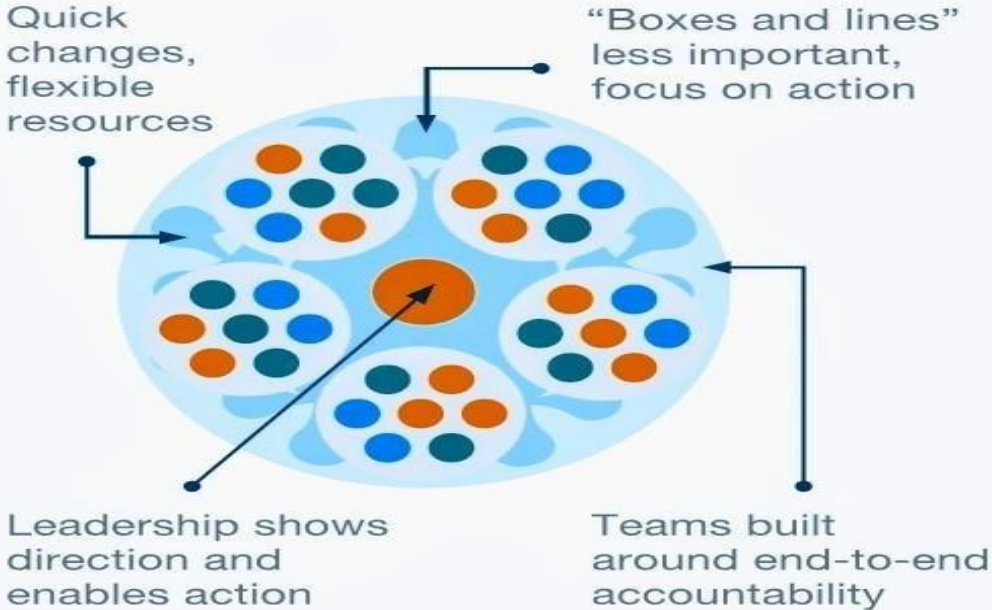 Quick
changes,
flexible
resources
“Boxes and lines”
less important,
focus on action
Leadership shows
direction and
enables action
Teams built
around end-to-end
accountability